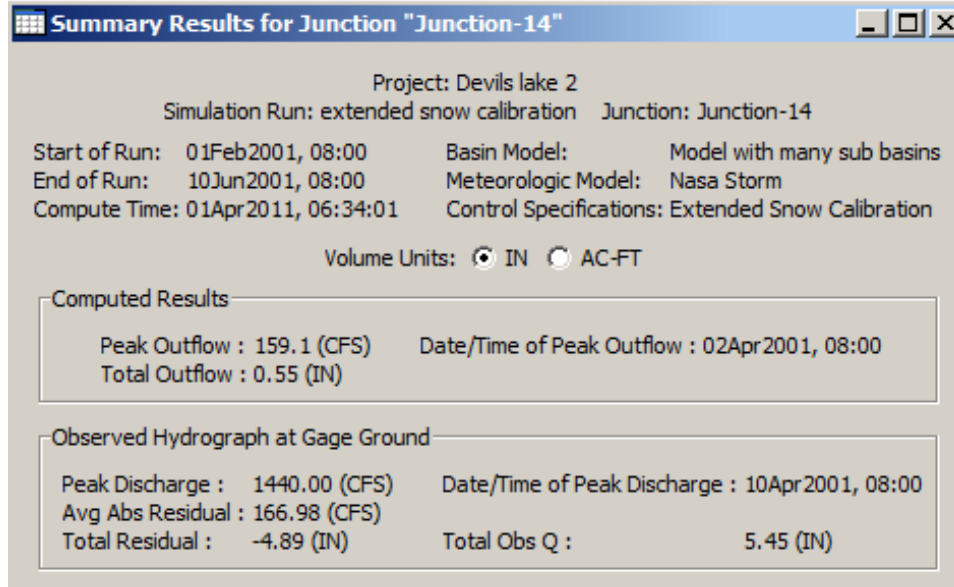 Summary Results for Junction "Junction-14"
Project: Devils lake 2
Simulation Run: extended snow calibration Junction: Junction-14
Start of Run: 01Feb2001, 08:00 Basin Model: Model with many sub basins
End of Run: 10Jun2001, 08:00 Meteorologic Model: Nasa Storm
Compute Time: 01Apr2011, 06:34:01 Control Specifications: Extended Snow Calibration
Volume Units: IN AC-FT
Computed Results
Peak Outflow : 159.1 (CFS) Date/Time of Peak Outflow : 02Apr2001, 08:00
Total Outflow : 0.55 (IN)
Observed Hydrograph at Gage Ground
Peak Discharge : 1440.00 (CFS) Date/Time of Peak Discharge : 10Apr2001, 08:00
Avg Abs Residual : 166.98 (CFS)
Total Residual : -4.89 (IN) Total Obs Q : 5.45 (IN)